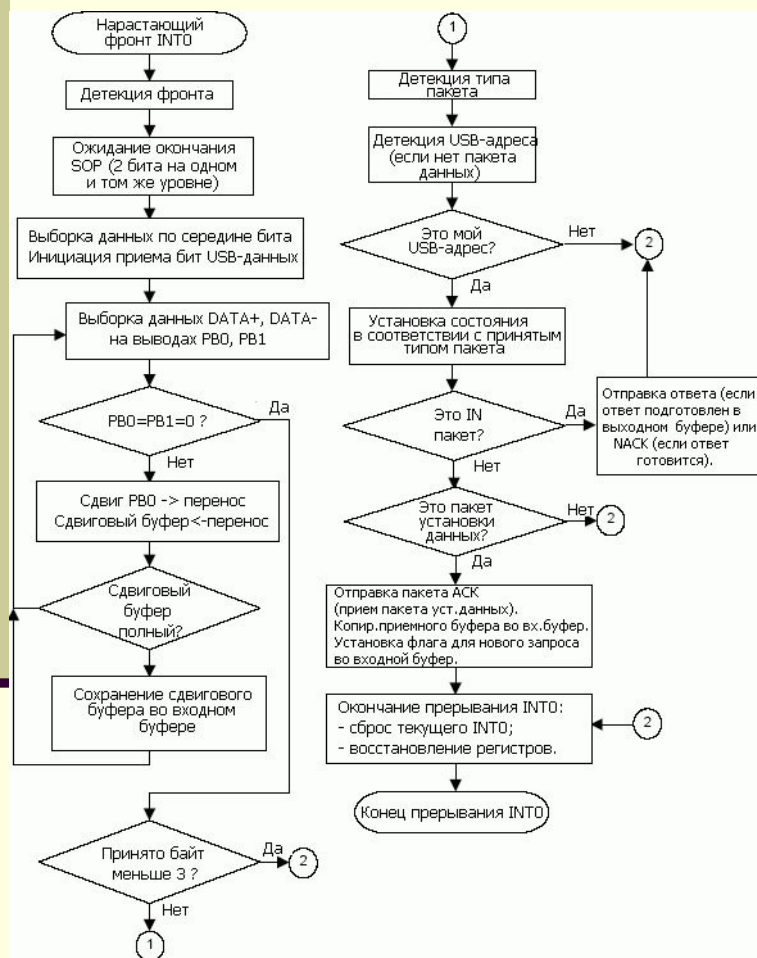 Нарастающий
фронт INT0
Детекция фронта
Ожидание окончания
SOP (2 бита на одном
и том же уровне)
Выборка данных по середине бита
Инициация приема бит USB-данных
Выборка данных DATA+, DATA-
на выводах PB0, PB1
PB0=PB1=0 ?
Да
Нет
Сдвиг PB0 -> перенос
Сдвиговый буфер<-перенос
Сдвиговый
буфер
полный?
Сохранение сдвигового
буфера во входном
буфере
Принято байт
меньше 3 ?
Да
2
Нет
1
1
Детекция типа
пакета
Детекция USB-адреса
(если нет пакета
данных)
Это мой
USB-адрес?
Нет
2
Да
Установка состояния
в соответствии с принятым
типом пакета
Это IN
пакет?
Да
Отправка ответа (если
ответ подготовлен в
выходном буфере) или
NACK (если ответ
готовится).
Нет
Это пакет
установки
данных?
Нет
2
Да
Отправка пакета ACK
(прием пакета уст.данных).
Копир.приемного буфера во вх.буфер.
Установка флага для нового запроса
во входной буфер.
Окончание прерывания INT0:
- сброс текущего INT0;
- восстановление регистров.
2
Конец прерывания INT0